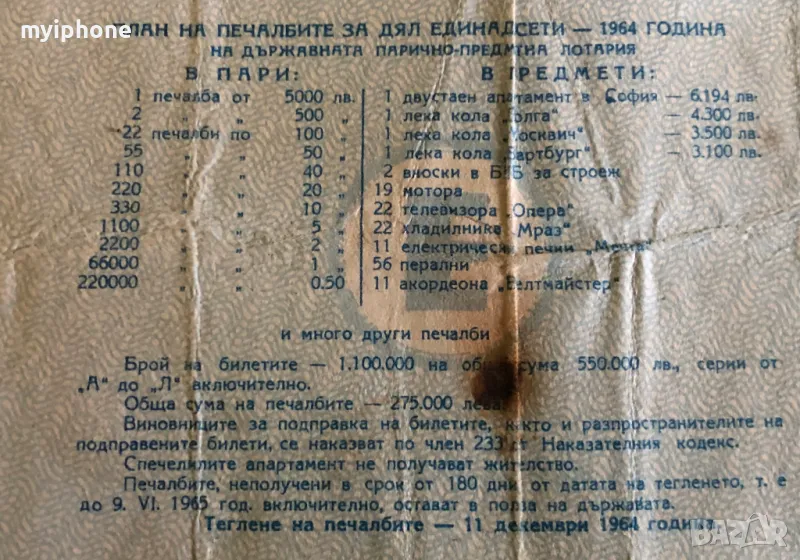 myiphone
ПЛАН НА ПЕЧАЛБИТЕ ЗА ДЯЛ ЕДИНАДСЕТИ — 1964 ГОДИНА
НА ДЪРЖАВНАТА ПАРИЧНО-ПРЕДМЕТНА ЛОТАРИЯ
В ПАРИ:
1 печалба от 5000 лв.
2 „ „ 500 „
22 печалби по 100 „
55 „ „ 50 „
110 „ „ 40 „
220 „ „ 20 „
330 „ „ 10 „
1100 „ „ 5 „
2200 „ „ 2 „
66000 „ „ 1 „
220000 „ „ 0.50 „
В ПРЕДМЕТИ:
1 двустаен апартамент в София — 6.194 лв.
1 лека кола „Волга“ — 4.300 лв.
1 лека кола „Москвич“ — 3.500 лв.
1 лека кола „Вартбург“ — 3.100 лв.
2 вноски в БИБ за строеж
19 мотора
22 телевизора „Опера“
22 хладилника „Мраз“
11 електрически печки „Мечта“
56 перални
11 акордеона „Велтмайстер“
и много други печалби
Брой на билетите — 1.100.000 на обща сума 550.000 лв., серии от
„А“ до „Л“ включително.
Обща сума на печалбите — 275.000 лева.
Виновниците за подправка на билетите, както и разпространителите на
подправените билети, се наказват по член 233 от Наказателния кодекс.
Спечелилите апартамент не получават жителство.
Печалбите, неполучени в срок от 180 дни от датата на тегленето, т. е
до 9. VI. 1965 год. включително, остават в полза на държавата.
Теглене на печалбите — 11 декември 1964 година.
BAZAR